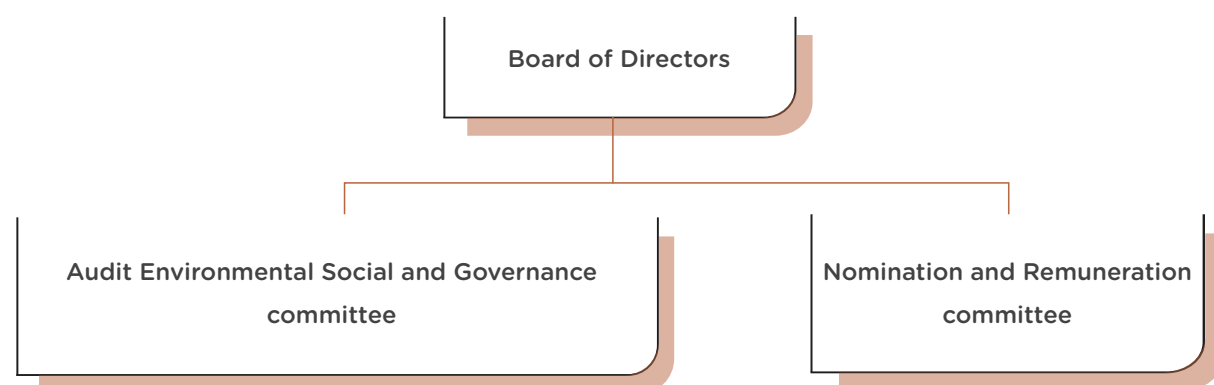 Board of Directors
Audit Environmental Social and Governance
committee
Nomination and Remuneration
committee